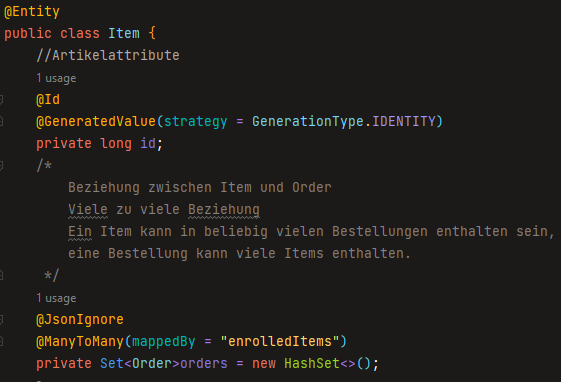 @Entity
public class Item {
//Artikelattribute
1 usage
@Id
@GeneratedValue(strategy = GenerationType.IDENTITY)
private long id;
/*
Beziehung zwischen Item und Order
Viele zu viele Beziehung
Ein Item kann in beliebig vielen Bestellungen enthalten sein,
eine Bestellung kann viele Items enthalten.
*/
1 usage
@JsonIgnore
@ManyToMany(mappedBy = "enrolledItems")
private Set<Order>orders = new HashSet<>();